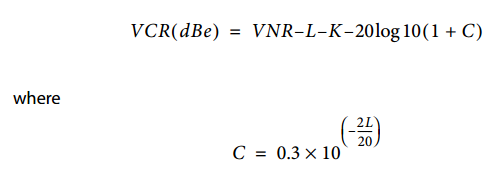 VCR(dBe) = VNR–L–K–20log10(1 + C)
where
C = 0.3 × 10^(–2L/20)